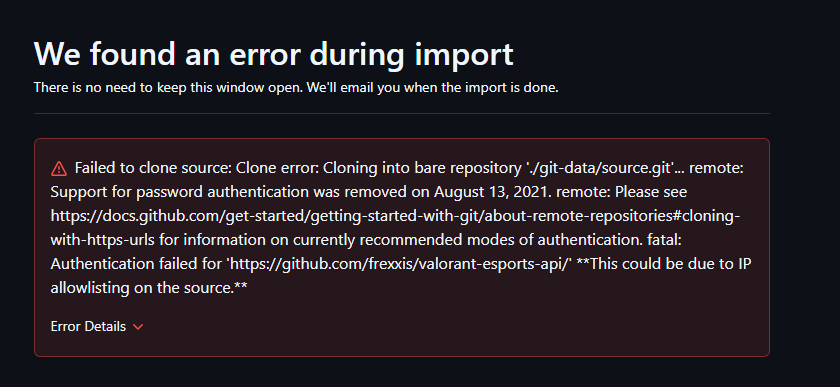 We found an error during import
There is no need to keep this window open. We'll email you when the import is done.
Failed to clone source: Clone error: Cloning into bare repository './git-data/source.git'... remote:
Support for password authentication was removed on August 13, 2021. remote: Please see
https://docs.github.com/get-started/getting-started-with-git/about-remote-repositories#cloning-
with-https-urls for information on currently recommended modes of authentication. fatal:
Authentication failed for 'https://github.com/frexxis/valorant-esports-api/' **This could be due to IP
allowlisting on the source.**
Error Details